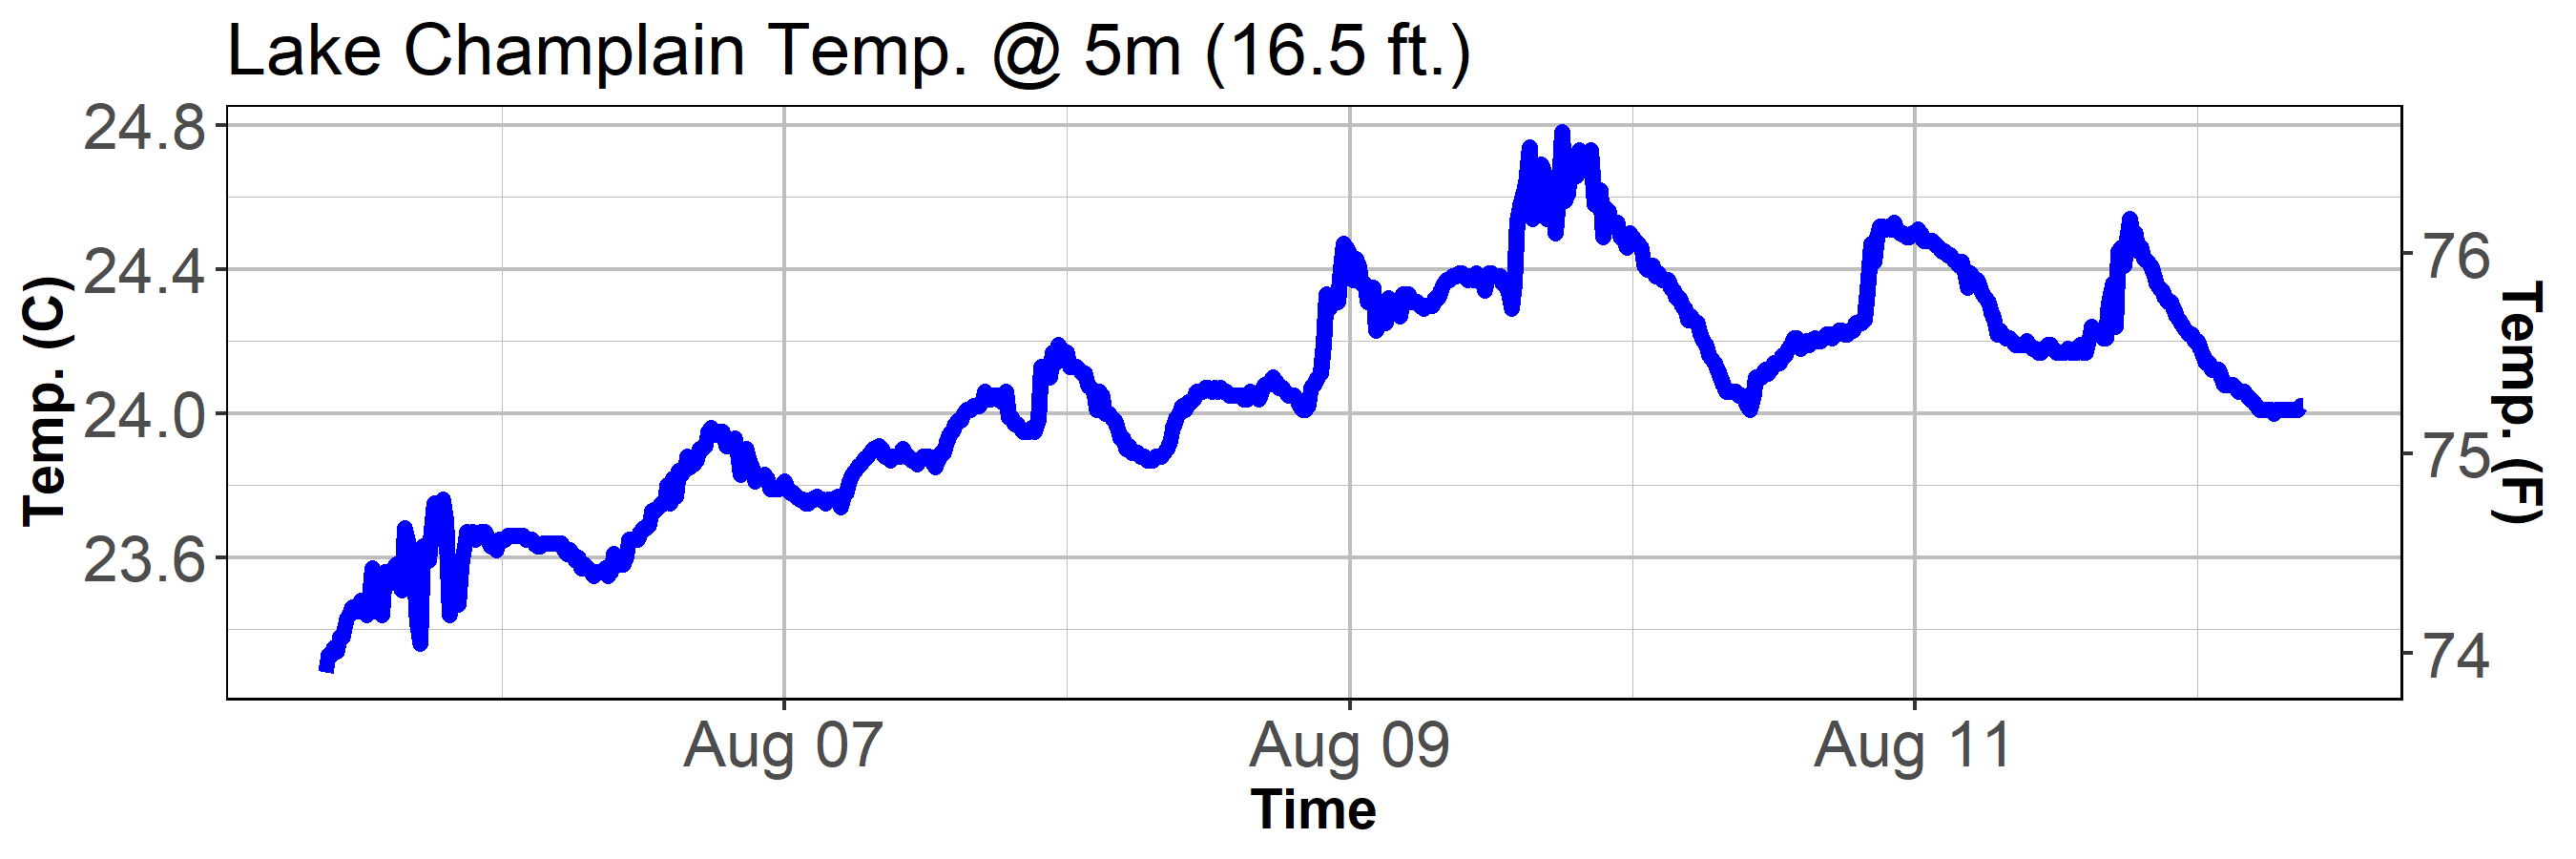 Lake Champlain Temp. @ 5m (16.5 ft.)
24.8
24.4
24.0
23.6
Temp. (C)
76
75
74
Temp. (F)
Aug 07
Aug 09
Aug 11
Time